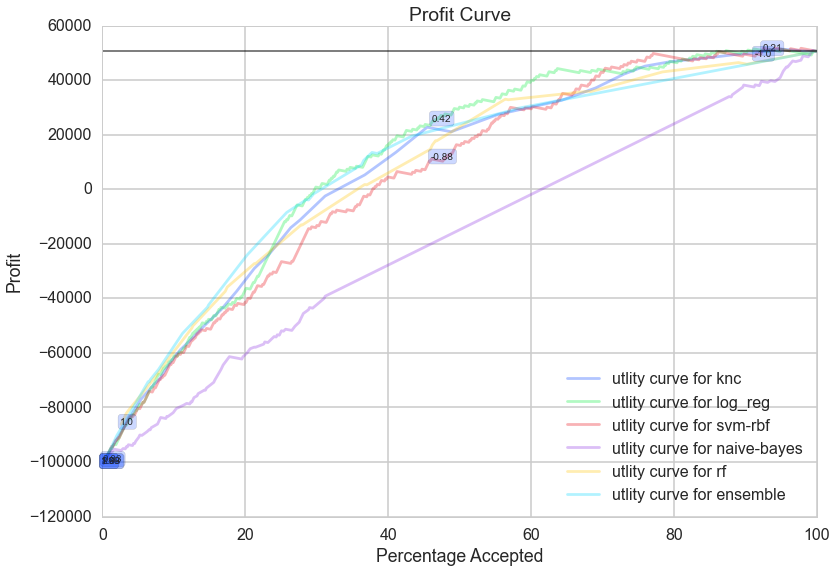 Profit Curve
60000
40000
20000
0
−20000
−40000
−60000
−80000
−100000
−120000
Profit
0.21
-1.0
0.42
-0.88
1.0
utlity curve for knc
utlity curve for log_reg
utlity curve for svm-rbf
utlity curve for naive-bayes
utlity curve for rf
utlity curve for ensemble
0 20 40 60 80 100
Percentage Accepted